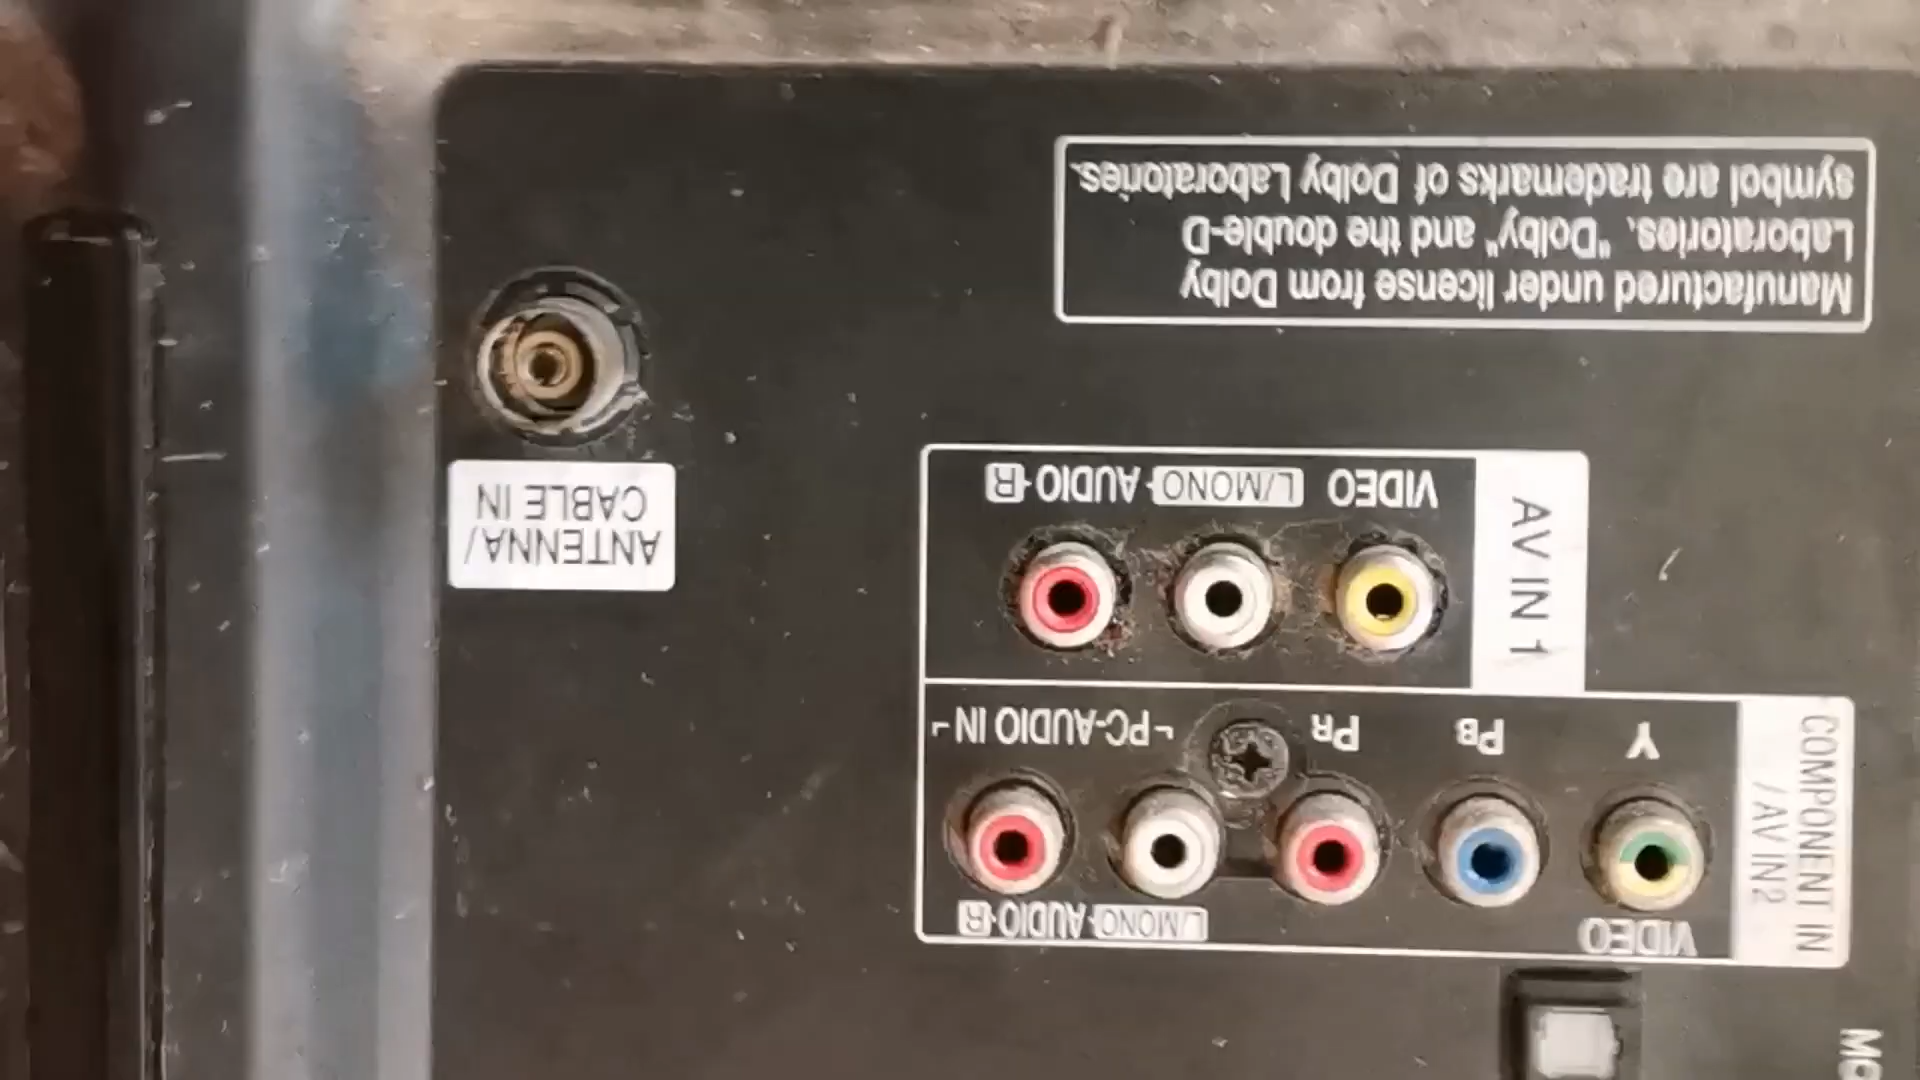 Manufactured under license from Dolby
Laboratories. "Dolby" and the double-D
symbol are trademarks of Dolby Laboratories.
ANTENNA/
CABLE IN
AV IN 1
VIDEO
L/MONO AUDIO R
COMPONENT IN
/AV IN2
VIDEO
L/MONO AUDIO R
Y
PB
PR
PC-AUDIO IN